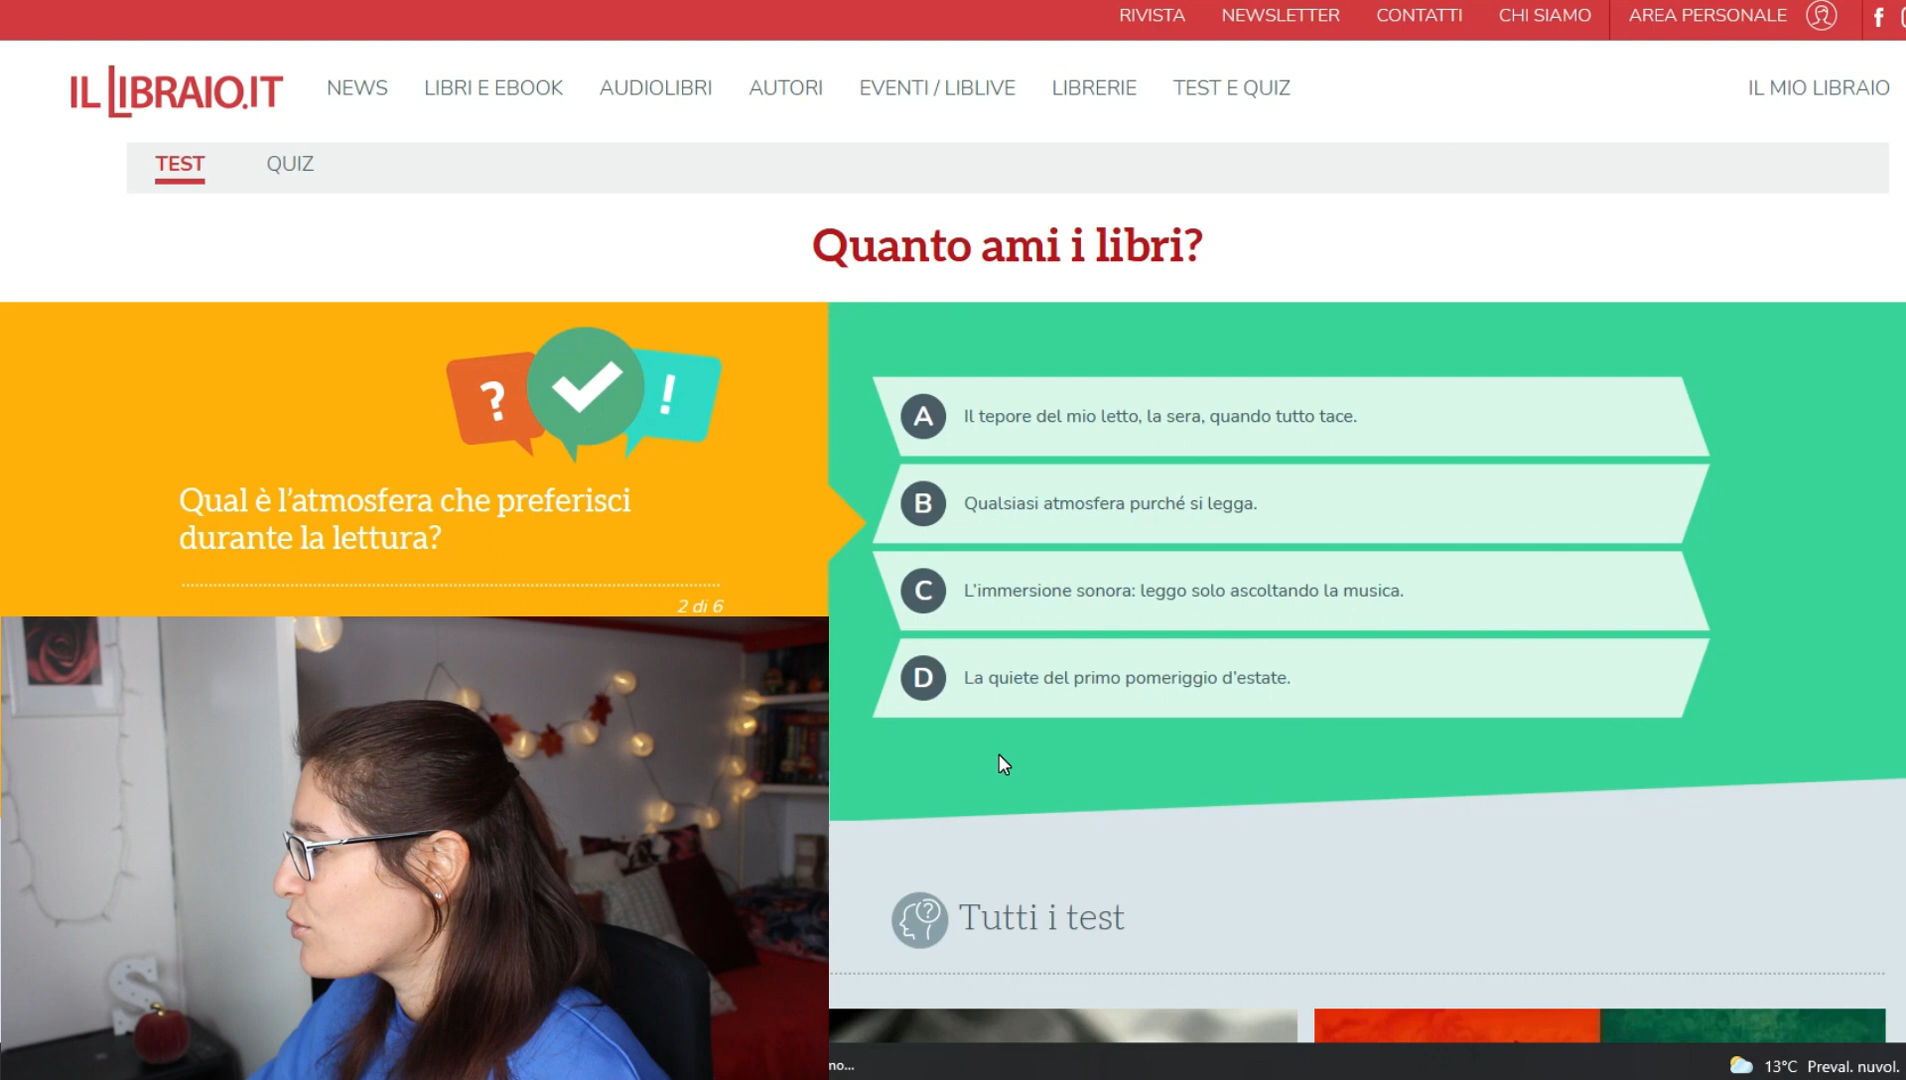 RIVISTA NEWSLETTER CONTATTI CHI SIAMO AREA PERSONALE
IL LIBRAIO.IT NEWS LIBRI E EBOOK AUDIOLIBRI AUTORI EVENTI / LIBLIVE LIBRERIE TEST E QUIZ IL MIO LIBRAIO
TEST QUIZ
Quanto ami i libri?
Qual è l'atmosfera che preferisci
durante la lettura?
2 di 6
A Il tepore del mio letto, la sera, quando tutto tace.
B Qualsiasi atmosfera purché si legga.
C L'immersione sonora: leggo solo ascoltando la musica.
D La quiete del primo pomeriggio d'estate.
Tutti i test
13°C Preval. nuvol.